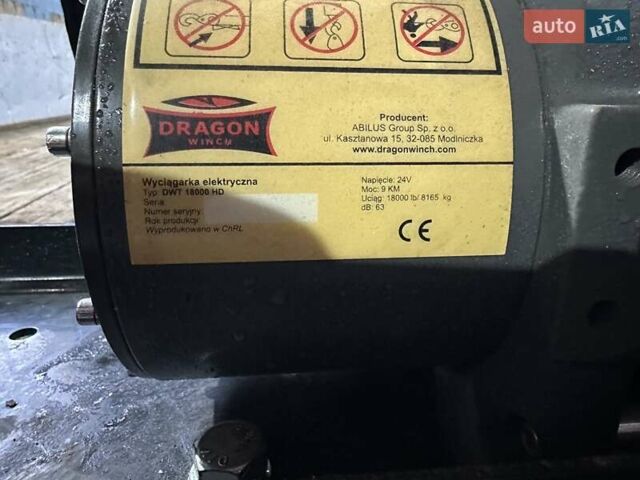 auto RIA
.com
DRAGON
WINCH
Producent:
ABILUS Group Sp. z o.o.
ul. Kasztanowa 15, 32-085 Modlniczka
www.dragonwinch.com
Wyciągarka elektryczna
Typ: DWT 18000 HD
Seria:
Numer seryjny:
Rok produkcji:
Wyprodukowano w ChRL
Napięcie: 24V
Moc: 9 KM
Uciąg: 18000 lb/ 8165 kg
dB: 63
CE